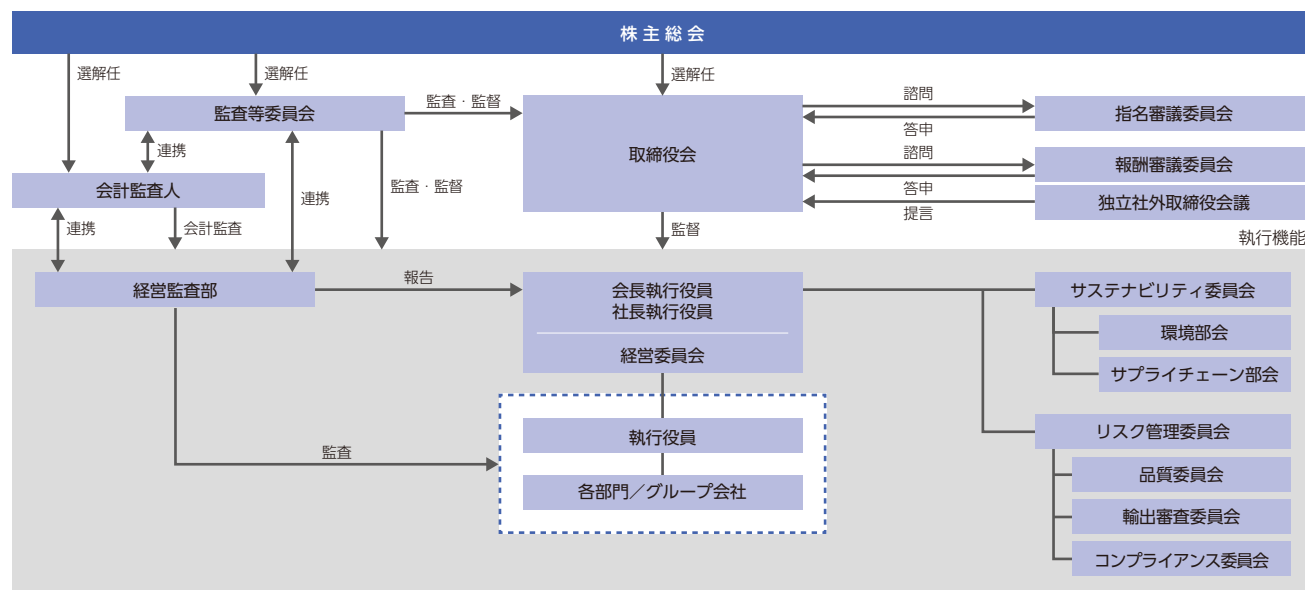 株主総会
選解任
選解任
選解任
監査等委員会
監査・監督
取締役会
諮問
答申
指名審議委員会
諮問
報酬審議委員会
答申
提言
独立社外取締役会議
連携
会計監査人
監査・監督
連携
連携
会計監査
監督
執行機能
経営監査部
報告
会長執行役員
社長執行役員
経営委員会
サステナビリティ委員会
環境部会
サプライチェーン部会
執行役員
各部門／グループ会社
監査
リスク管理委員会
品質委員会
輸出審査委員会
コンプライアンス委員会